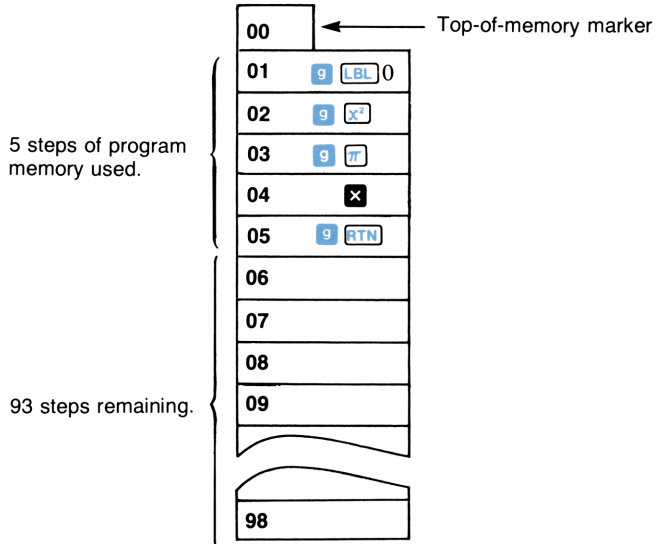 00 Top-of-memory marker
01 g LBL 0
02 g x²
03 g π
04 ×
05 g RTN
5 steps of program
memory used.
06
07
08
09
93 steps remaining.
98